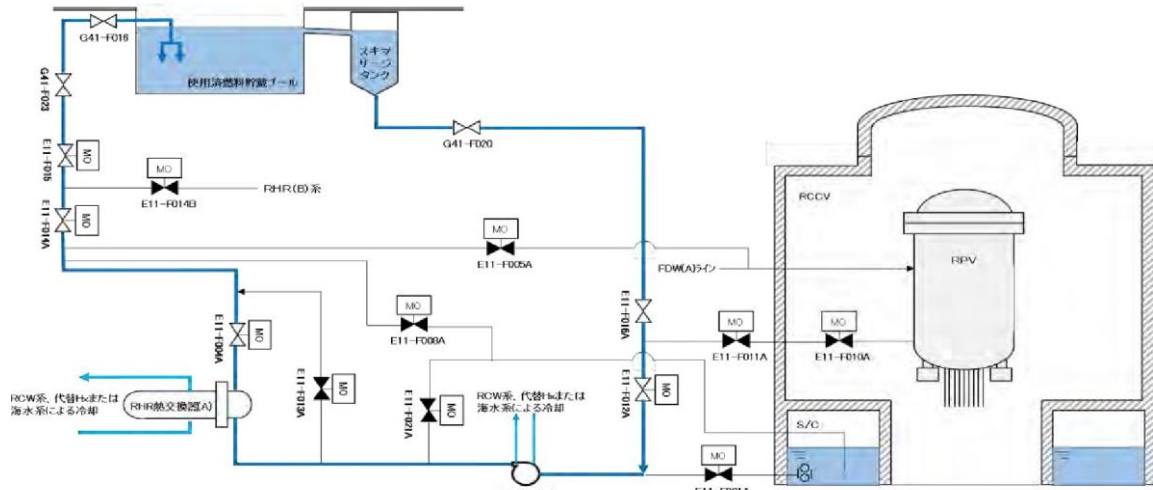 G41-F016
スキマ
サージ
タンク
使用済燃料貯蔵プール
G41-F023
G41-F020
E11-F015
MO
MO
RHR(B)系
E11-F014B
E11-F014A
MO
RCCV
MO
E11-F005A
FDW(A)ライン
RPV
E11-F016A
MO
E11-F008A
MO
MO
E11-F011A
E11-F010A
E11-F004A
MO
E11-F013A
MO
E11-F021A
MO
E11-F012A
MO
RCW系、代替Hxまたは
海水系による冷却
RHR熱交換器(A)
RCW系、代替Hxまたは
海水系による冷却
S/C
MO